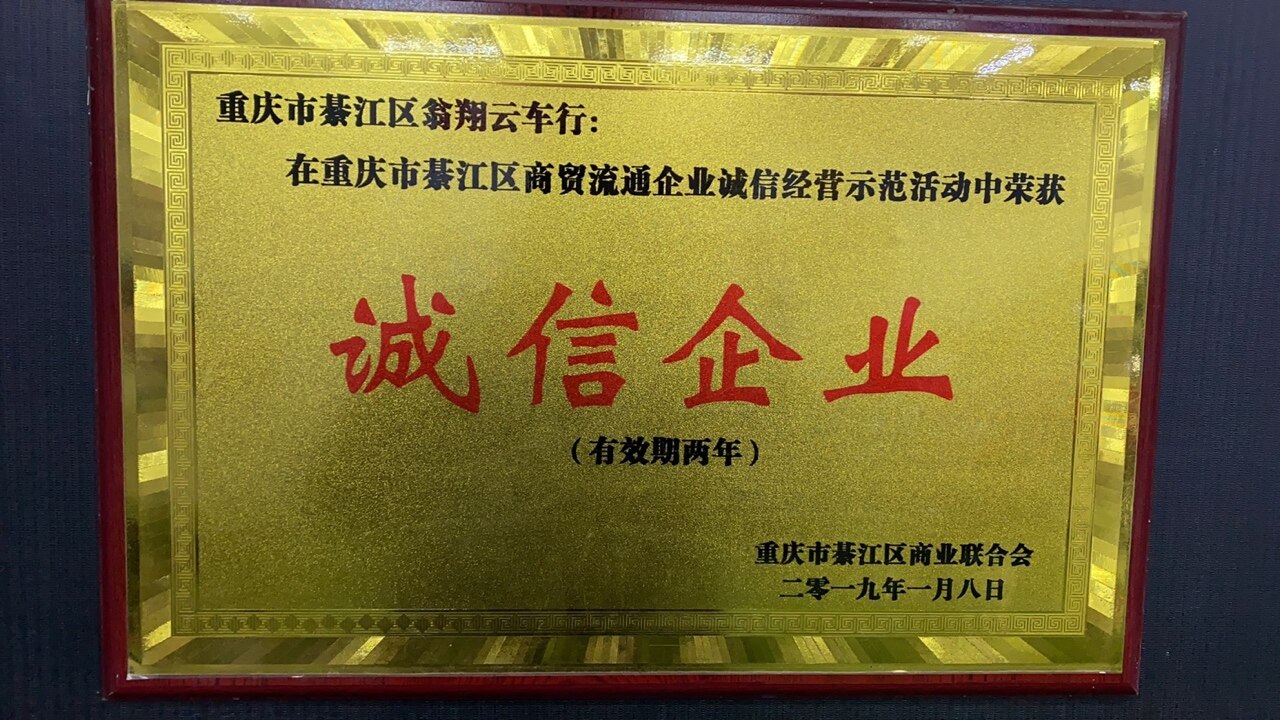 重庆市綦江区翁翔云车行:
在重庆市綦江区商贸流通企业诚信经营示范活动中荣获
诚信企业
(有效期两年)
重庆市綦江区商业联合会
二零一九年一月八日